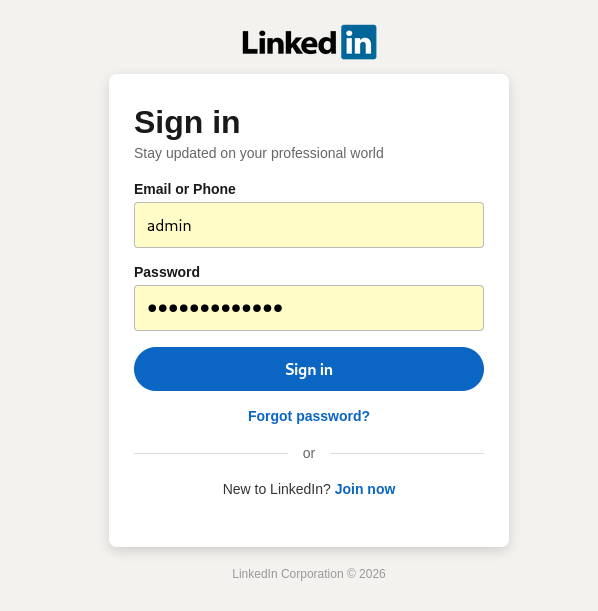 Linked in
Sign in
Stay updated on your professional world
Email or Phone
admin
Password
●●●●●●●●●●●●●
Sign in
Forgot password?
or
New to LinkedIn? Join now
LinkedIn Corporation © 2026